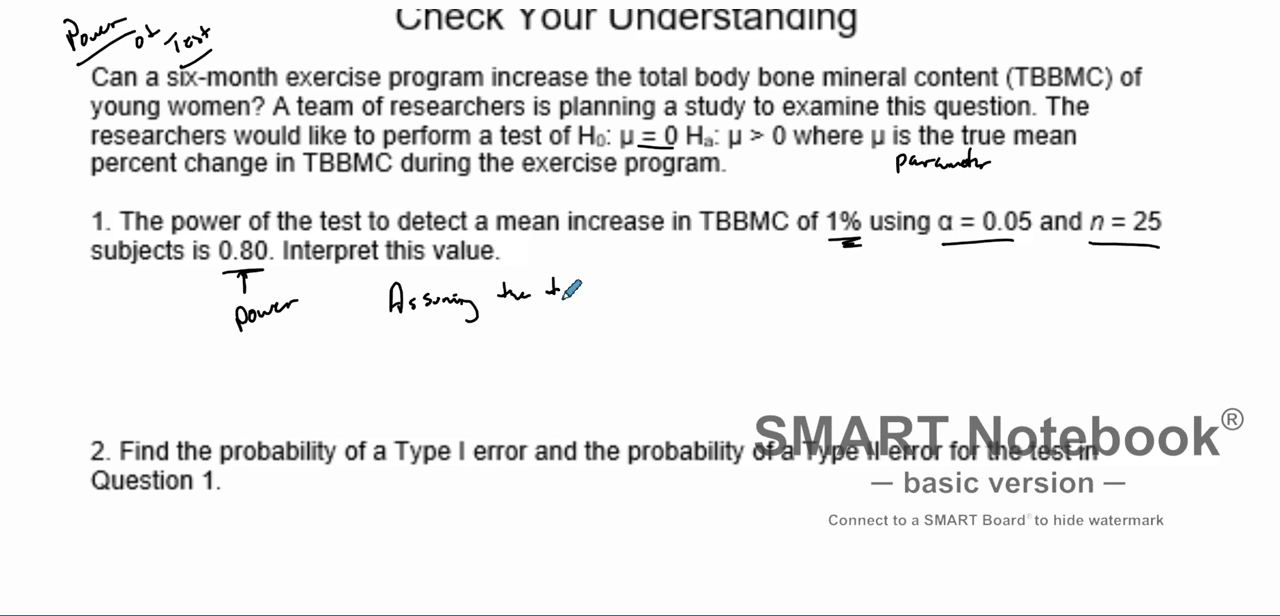 Check Your Understanding
Power of Test
Can a six-month exercise program increase the total body bone mineral content (TBBMC) of
young women? A team of researchers is planning a study to examine this question. The
researchers would like to perform a test of H₀: μ = 0 Hₐ: μ > 0 where μ is the true mean
percent change in TBBMC during the exercise program.
parameter
1. The power of the test to detect a mean increase in TBBMC of 1% using α = 0.05 and n = 25
subjects is 0.80. Interpret this value.
power
Assuming the t
2. Find the probability of a Type I error and the probability of a Type II error for the test in
Question 1.
SMART Notebook®
— basic version —
Connect to a SMART Board® to hide watermark